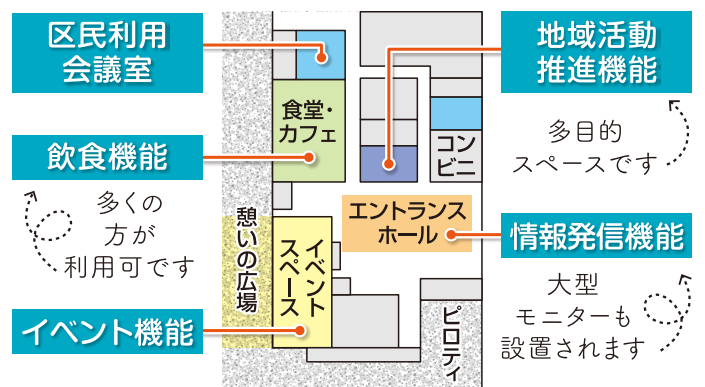 区民利用
会議室
飲食機能
多くの
方が
利用可です
イベント機能
食堂・
カフェ
憩いの広場
イベント
スペース
エントランス
ホール
コン
ビニ
ピロティ
地域活動
推進機能
多目的
スペースです
情報発信機能
大型
モニターも
設置されます